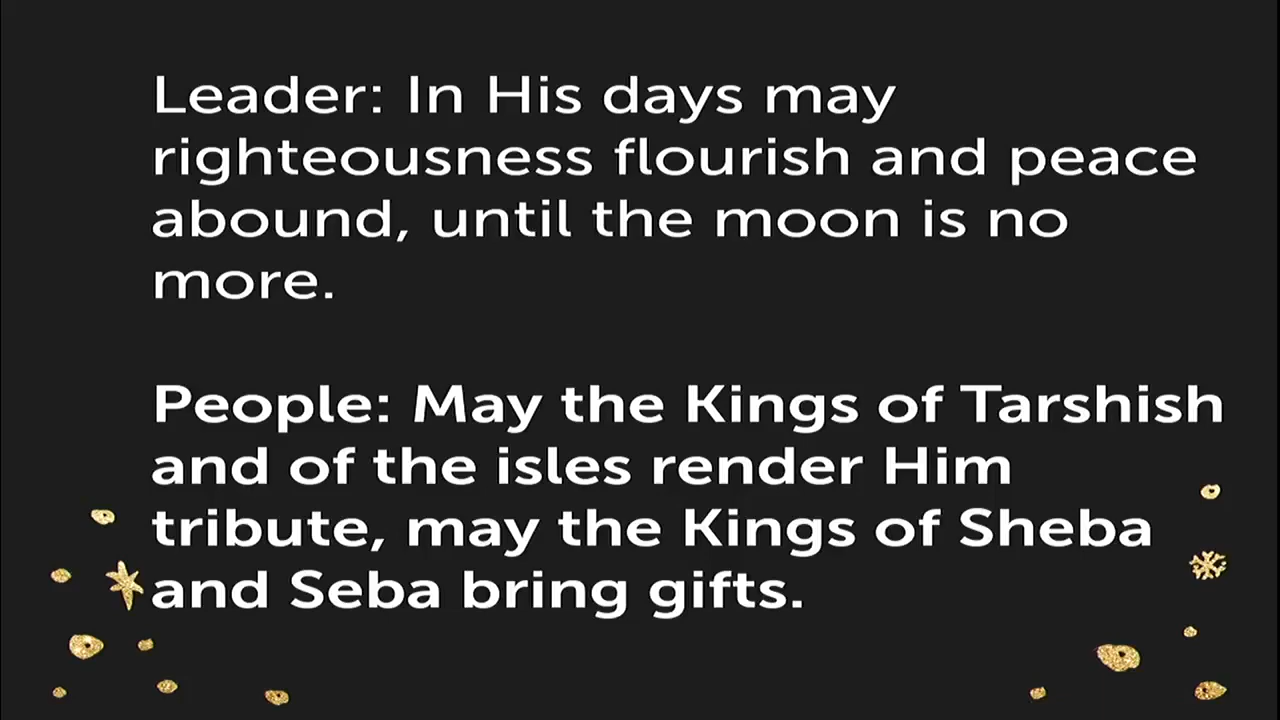 Leader: In His days may
righteousness flourish and peace
abound, until the moon is no
more.
People: May the Kings of Tarshish
and of the isles render Him
tribute, may the Kings of Sheba
and Seba bring gifts.